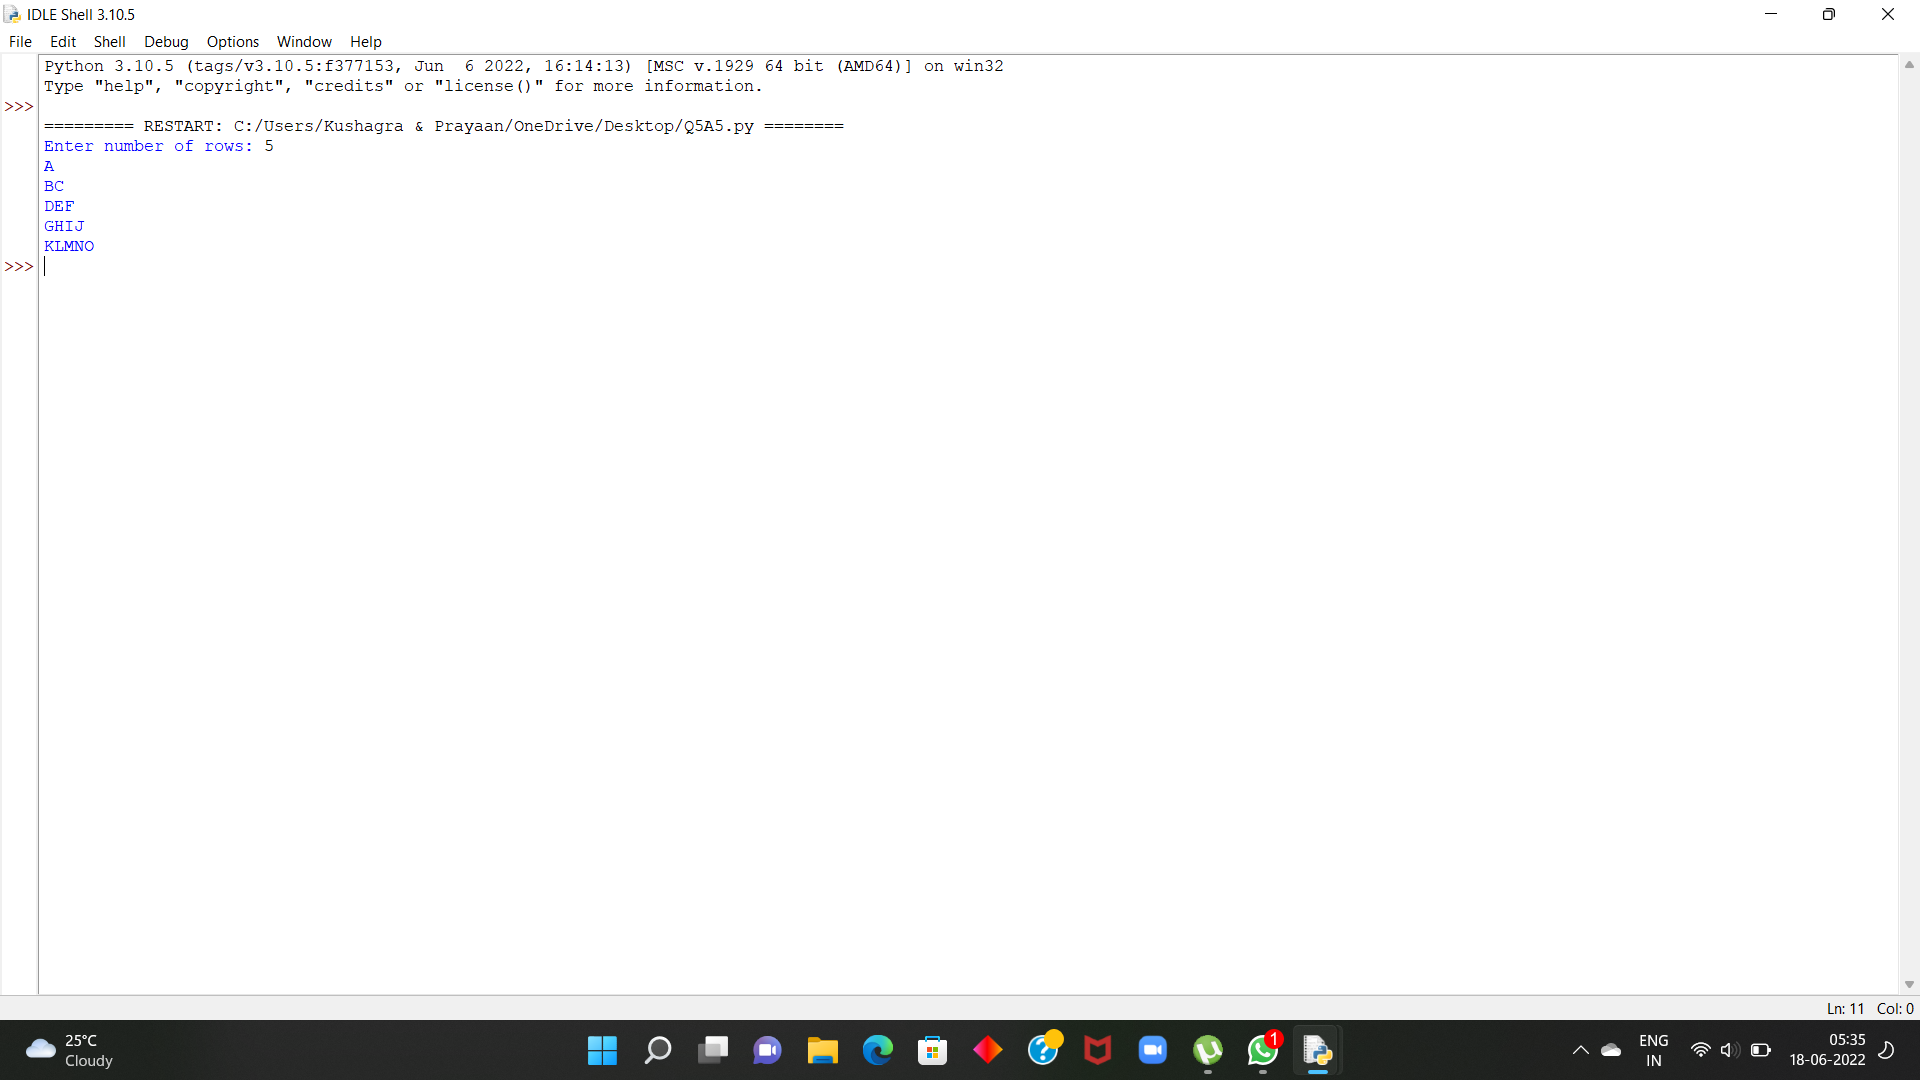 IDLE Shell 3.10.5
File Edit Shell Debug Options Window Help
Python 3.10.5 (tags/v3.10.5:f377153, Jun  6 2022, 16:14:13) [MSC v.1929 64 bit (AMD64)] on win32
Type "help", "copyright", "credits" or "license()" for more information.
>>>
========= RESTART: C:/Users/Kushagra & Prayaan/OneDrive/Desktop/Q5A5.py ========
Enter number of rows: 5
A
BC
DEF
GHIJ
KLMNO
>>>
Ln: 11 Col: 0
25°C
Cloudy
1
ENG
IN
05:35
18-06-2022